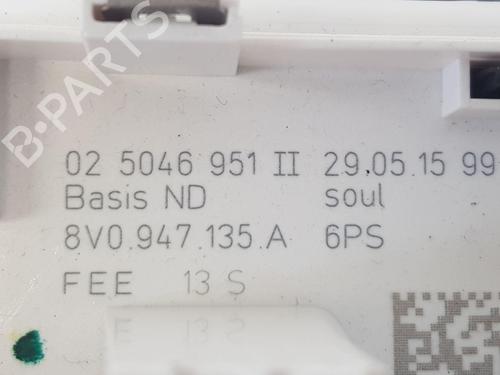 B-PARTS
02 5046 951 II 29.05.15 99
Basis ND soul
8V0.947.135.A 6PS
FEE 13 S